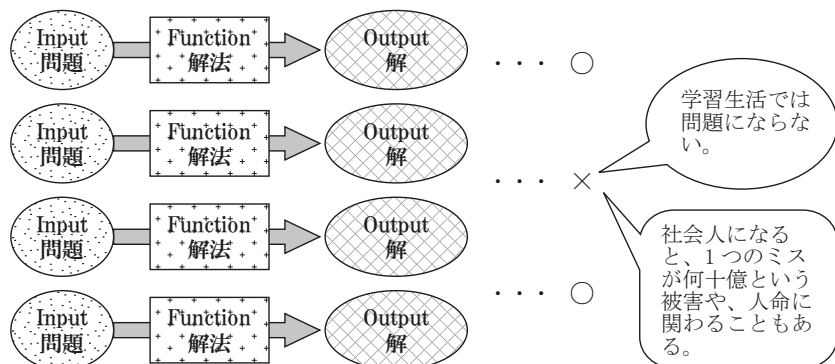 Input
問題
Function
解法
Output
解
・・・○
Input
問題
Function
解法
Output
解
・・・×
Input
問題
Function
解法
Output
解
・・・○
Input
問題
Function
解法
Output
解
学習生活では
問題にならな
い。
社会人になる
と、1つのミス
が何十億という
被害や、人命に
関わることもあ
る。